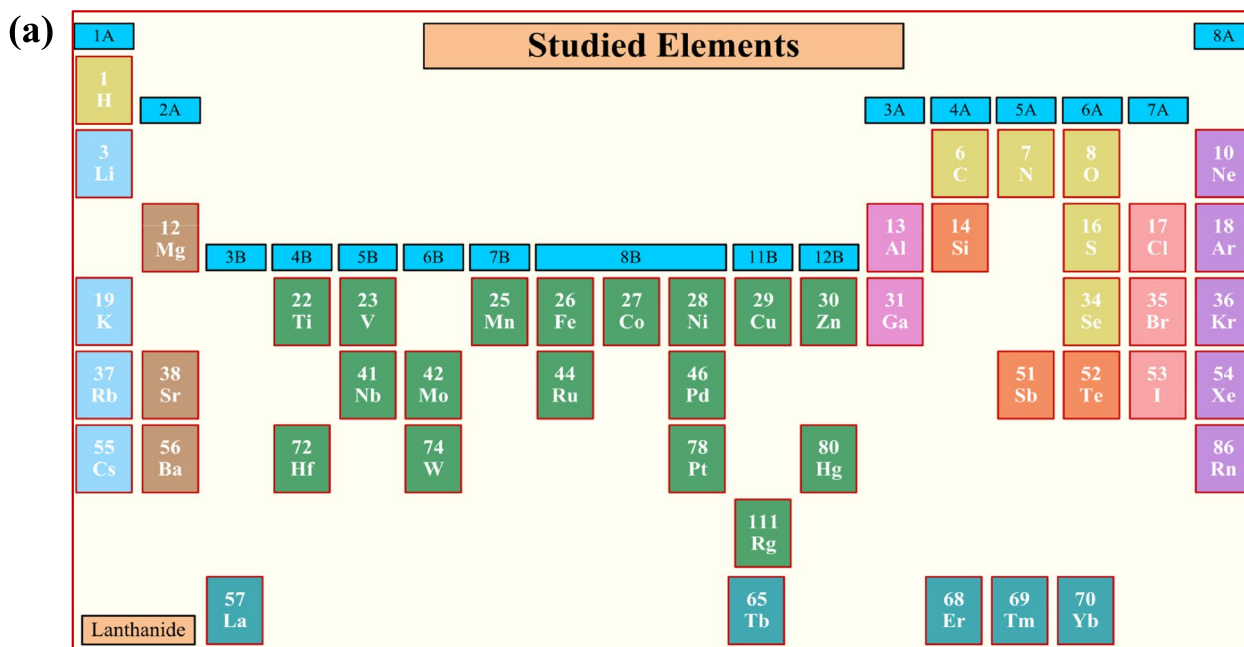 (a)
1A
Studied Elements
8A
1
H
2A
3A
4A
5A
6A
7A
3
Li
6
C
7
N
8
O
10
Ne
12
Mg
13
Al
14
Si
16
S
17
Cl
18
Ar
3B
4B
5B
6B
7B
8B
11B
12B
19
K
22
Ti
23
V
25
Mn
26
Fe
27
Co
28
Ni
29
Cu
30
Zn
31
Ga
34
Se
35
Br
36
Kr
37
Rb
38
Sr
41
Nb
42
Mo
44
Ru
46
Pd
51
Sb
52
Te
53
I
54
Xe
55
Cs
56
Ba
72
Hf
74
W
78
Pt
80
Hg
86
Rn
111
Rg
Lanthanide
57
La
65
Tb
68
Er
69
Tm
70
Yb